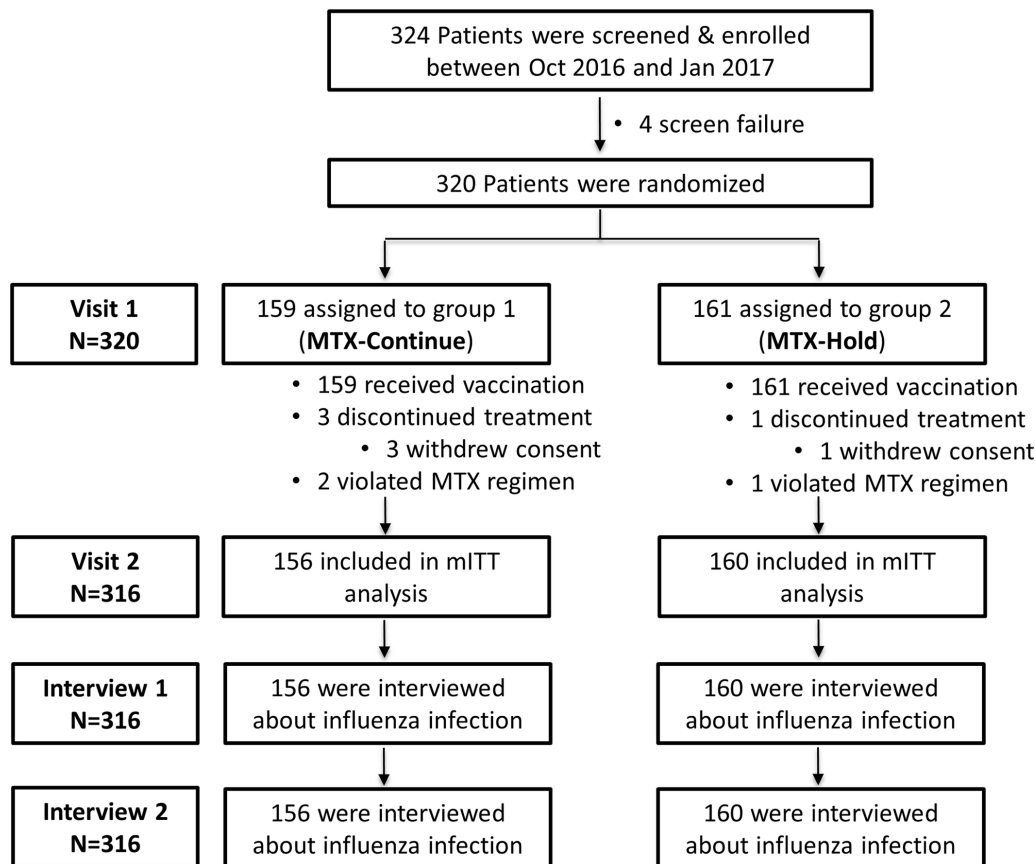 324 Patients were screened & enrolled
between Oct 2016 and Jan 2017
• 4 screen failure
320 Patients were randomized
Visit 1
N=320
159 assigned to group 1
(MTX-Continue)
161 assigned to group 2
(MTX-Hold)
• 159 received vaccination
• 3 discontinued treatment
• 3 withdrew consent
• 2 violated MTX regimen
• 161 received vaccination
• 1 discontinued treatment
• 1 withdrew consent
• 1 violated MTX regimen
Visit 2
N=316
156 included in mITT
analysis
160 included in mITT
analysis
Interview 1
N=316
156 were interviewed
about influenza infection
160 were interviewed
about influenza infection
Interview 2
N=316
156 were interviewed
about influenza infection
160 were interviewed
about influenza infection